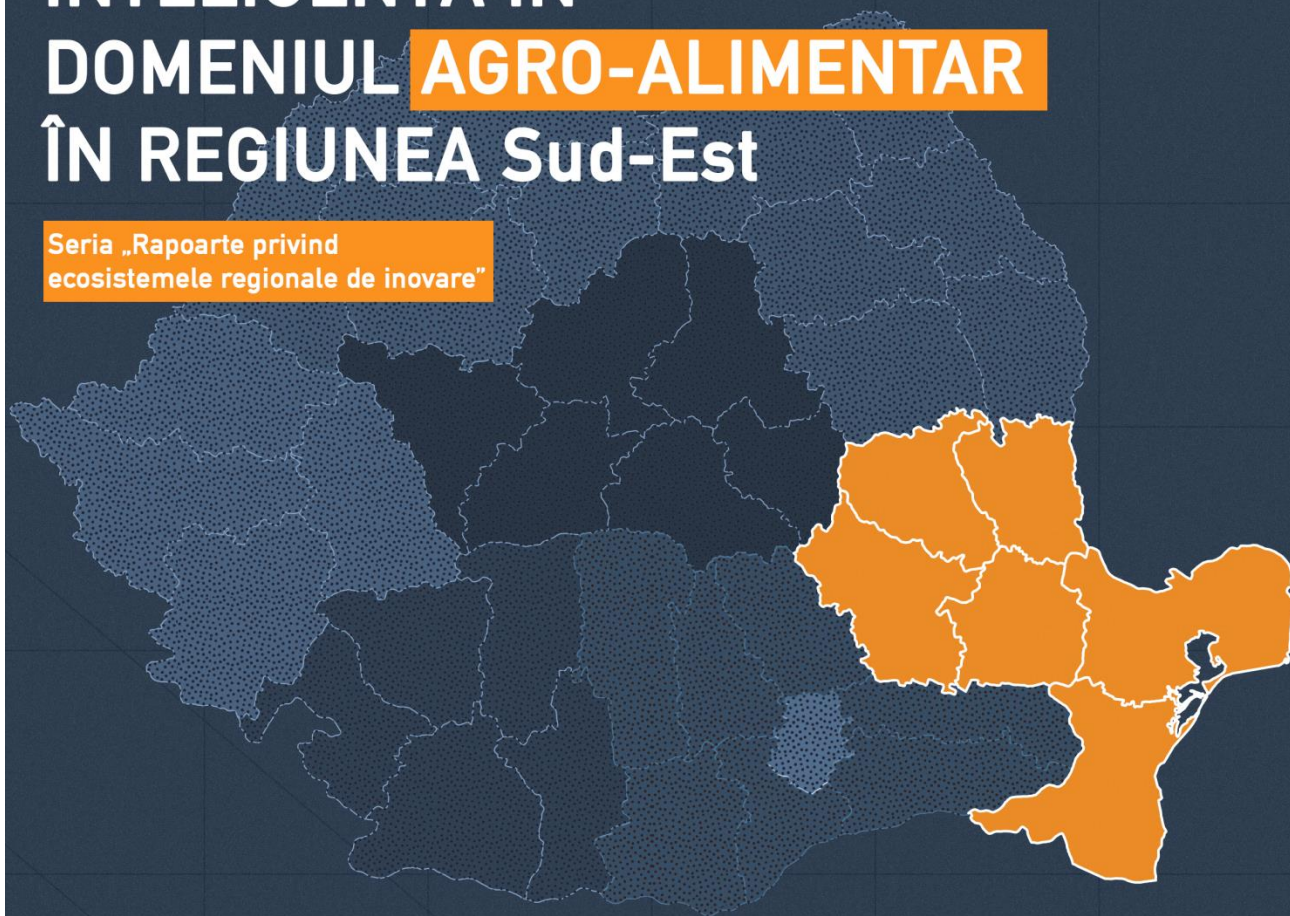 DOMENIUL AGRO-ALIMENTAR
ÎN REGIUNEA Sud-Est
Seria „Rapoarte privind
ecosistemele regionale de inovare”